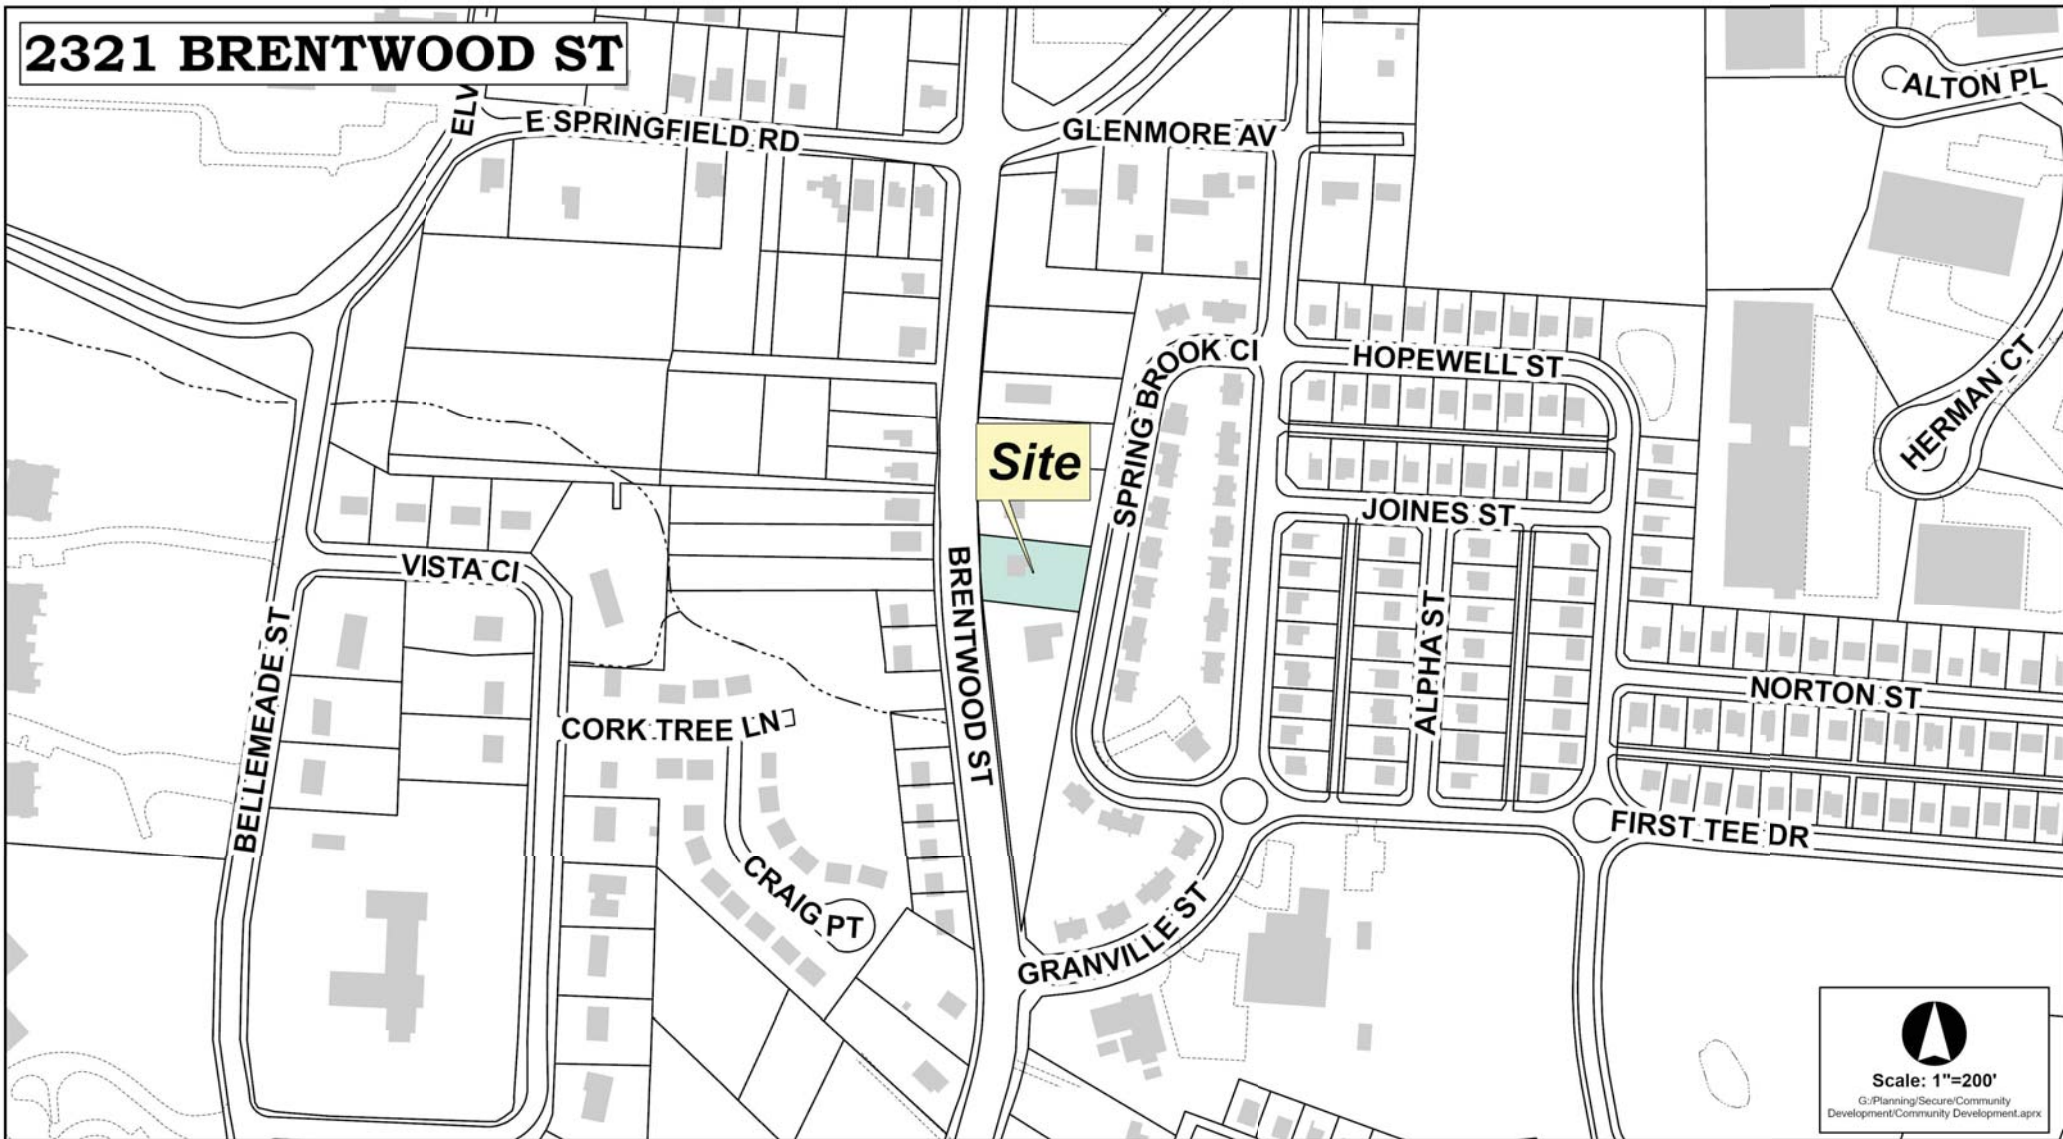 2321 BRENTWOOD ST
ALTON PL
ELV
E SPRINGFIELD RD
GLENMORE AV
SPRING BROOK CI
HOPEWELL ST
HERMAN CT
Site
JOINES ST
VISTA CI
BRENTWOOD ST
BELLEMEADE ST
ALPHA ST
NORTON ST
CORK TREE LN
FIRST TEE DR
CRAIG PT
GRANVILLE ST
Scale: 1"=200'
G:/Planning/Secure/Community
Development/Community Development.aprx